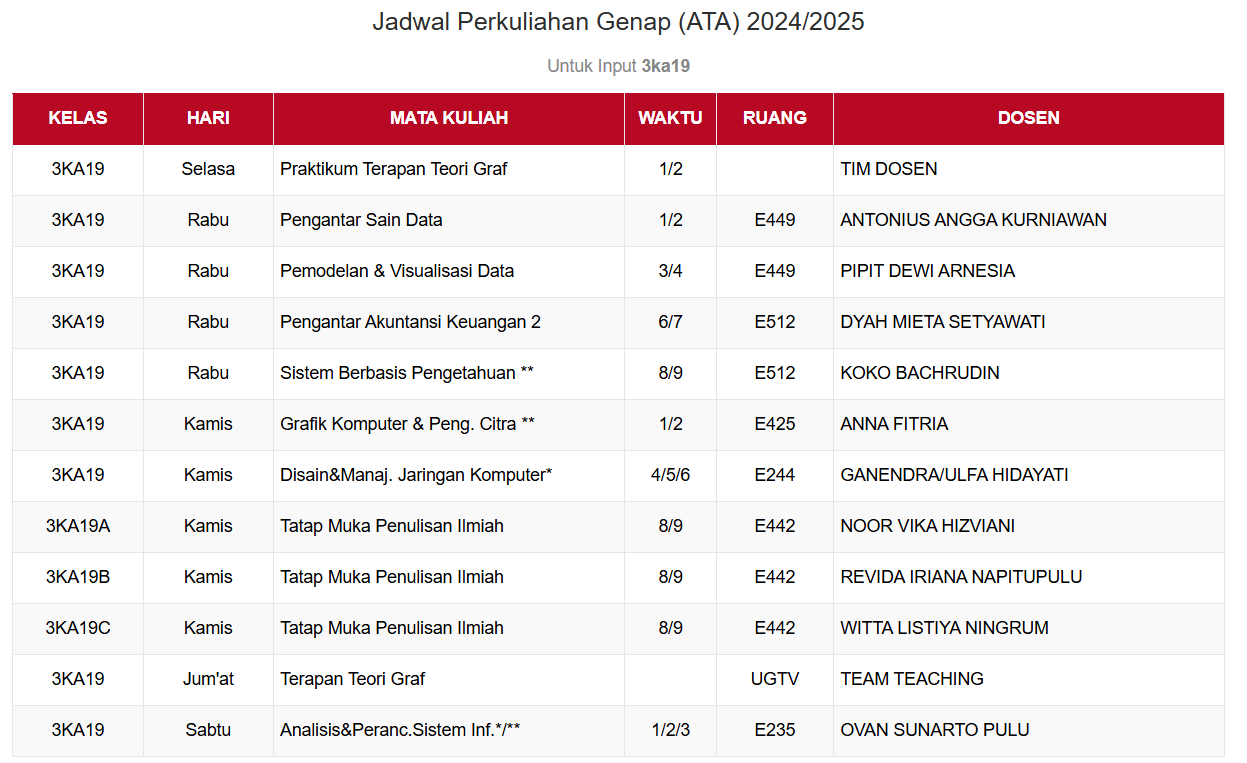 Jadwal Perkuliahan Genap (ATA) 2024/2025
Untuk Input 3ka19
KELAS HARI MATA KULIAH WAKTU RUANG DOSEN
3KA19 Selasa Praktikum Terapan Teori Graf 1/2 TIM DOSEN
3KA19 Rabu Pengantar Sain Data 1/2 E449 ANTONIUS ANGGA KURNIAWAN
3KA19 Rabu Pemodelan & Visualisasi Data 3/4 E449 PIPIT DEWI ARNESIA
3KA19 Rabu Pengantar Akuntansi Keuangan 2 6/7 E512 DYAH MIETA SETYAWATI
3KA19 Rabu Sistem Berbasis Pengetahuan ** 8/9 E512 KOKO BACHRUDIN
3KA19 Kamis Grafik Komputer & Peng. Citra ** 1/2 E425 ANNA FITRIA
3KA19 Kamis Disain&Manaj. Jaringan Komputer* 4/5/6 E244 GANENDRA/ULFA HIDAYATI
3KA19A Kamis Tatap Muka Penulisan Ilmiah 8/9 E442 NOOR VIKA HIZVIANI
3KA19B Kamis Tatap Muka Penulisan Ilmiah 8/9 E442 REVIDA IRIANA NAPITUPULU
3KA19C Kamis Tatap Muka Penulisan Ilmiah 8/9 E442 WITTA LISTIYA NINGRUM
3KA19 Jum'at Terapan Teori Graf UGTV TEAM TEACHING
3KA19 Sabtu Analisis&Peranc.Sistem Inf.*/** 1/2/3 E235 OVAN SUNARTO PULU